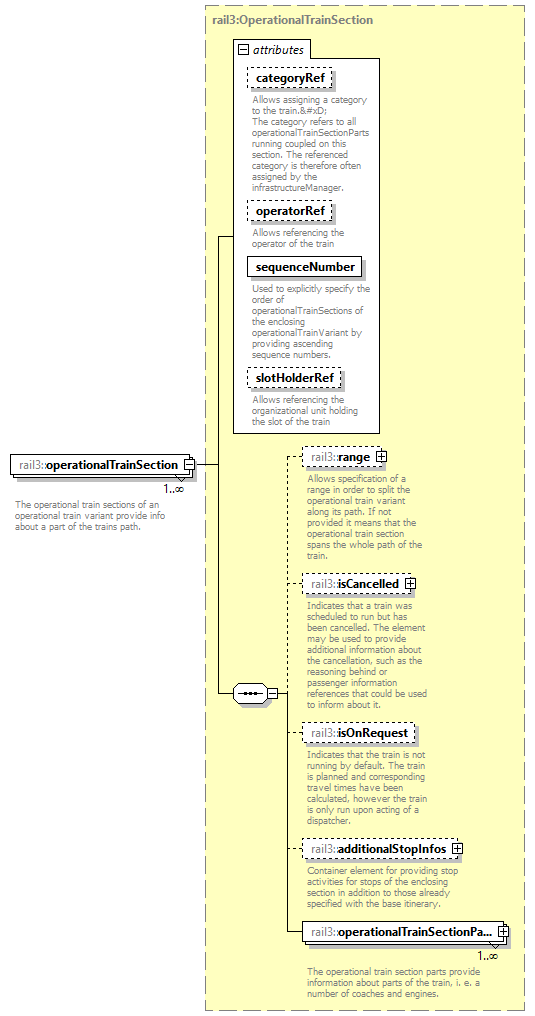 rail3:OperationalTrainSection
attributes
categoryRef
Allows assigning a category
to the train.&#xD;
The category refers to all
operationalTrainSectionParts
running coupled on this
section. The referenced
category is therefore often
assigned by the
infrastructureManager.
operatorRef
Allows referencing the
operator of the train
sequenceNumber
Used to explicitly specify the
order of
operationalTrainSections of
the enclosing
operationalTrainVariant by
providing ascending
sequence numbers.
slotHolderRef
Allows referencing the
organizational unit holding
the slot of the train
rail3::operationalTrainSection
1..∞
The operational train sections of an
operational train variant provide info
about a part of the trains path.
rail3::range
Allows specification of a
range in order to split the
operational train variant
along its path. If not
provided it means that the
operational train section
spans the whole path of the
train.
rail3::isCancelled
Indicates that a train was
scheduled to run but has
been cancelled. The element
may be used to provide
additional information about
the cancellation, such as the
reasoning behind or
passenger information
references that could be used
to inform about it.
rail3::isOnRequest
Indicates that the train is not
running by default. The train
is planned and corresponding
travel times have been
calculated, however the train
is only run upon acting of a
dispatcher.
rail3::additionalStopInfos
Container element for providing stop
activities for stops of the enclosing
section in addition to those already
specified with the base itinerary.
rail3::operationalTrainSectionPa...
1..∞
The operational train section parts provide
information about parts of the train, i. e. a
number of coaches and engines.